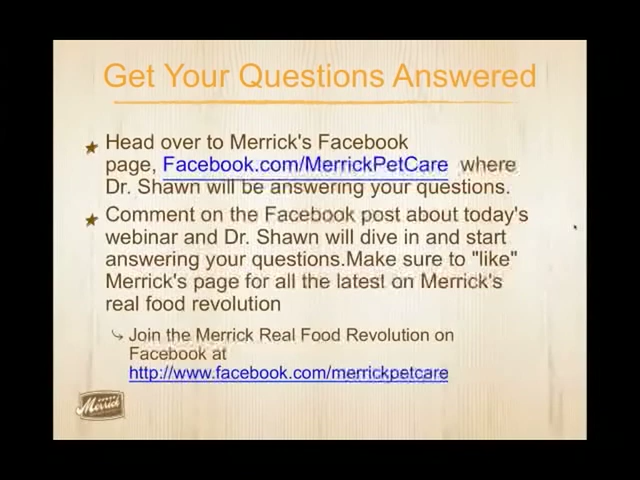 Get Your Questions Answered
Head over to Merrick's Facebook
page, Facebook.com/MerrickPetCare where
Dr. Shawn will be answering your questions.
Comment on the Facebook post about today's
webinar and Dr. Shawn will dive in and start
answering your questions.Make sure to "like"
Merrick's page for all the latest on Merrick's
real food revolution
Join the Merrick Real Food Revolution on
Facebook at
http://www.facebook.com/merrickpetcare
Merrick